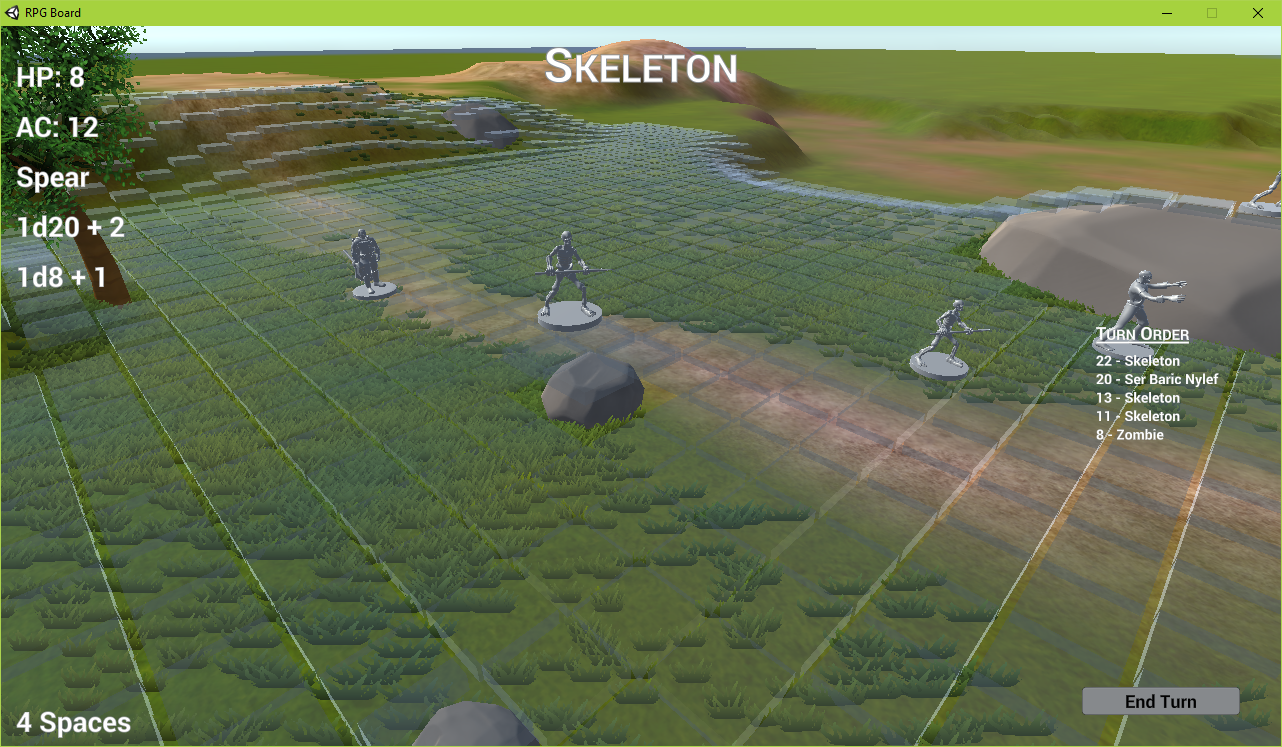 RPG Board
SKELETON
HP: 8
AC: 12
Spear
1d20 + 2
1d8 + 1
TURN ORDER
22 - Skeleton
20 - Ser Baric Nylef
13 - Skeleton
11 - Skeleton
8 - Zombie
End Turn
4 Spaces